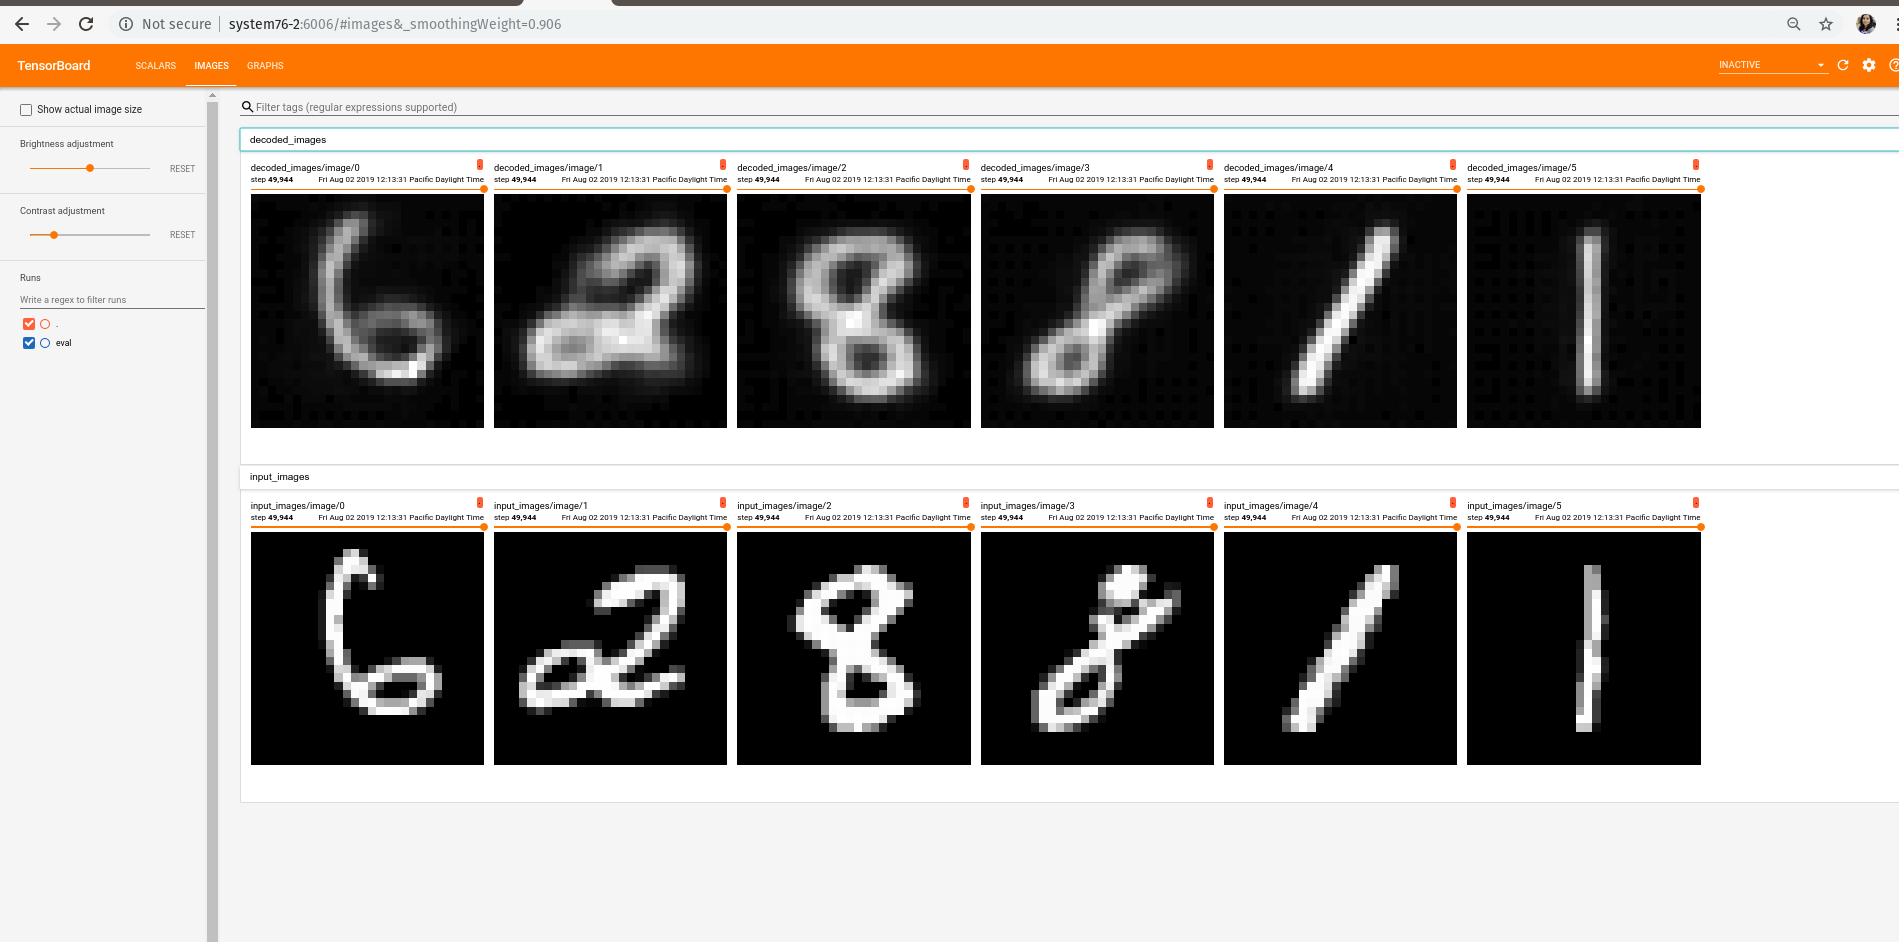 Not secure system76-2:6006/#images&_smoothingWeight=0.906
TensorBoard SCALARS IMAGES GRAPHS INACTIVE
Show actual image size
Brightness adjustment
RESET
Contrast adjustment
RESET
Runs
Write a regex to filter runs
.
eval
Filter tags (regular expressions supported)
decoded_images
decoded_images/image/0 decoded_images/image/1 decoded_images/image/2 decoded_images/image/3 decoded_images/image/4 decoded_images/image/5
step 49,944 Fri Aug 02 2019 12:13:31 Pacific Daylight Time step 49,944 Fri Aug 02 2019 12:13:31 Pacific Daylight Time step 49,944 Fri Aug 02 2019 12:13:31 Pacific Daylight Time step 49,944 Fri Aug 02 2019 12:13:31 Pacific Daylight Time step 49,944 Fri Aug 02 2019 12:13:31 Pacific Daylight Time step 49,944 Fri Aug 02 2019 12:13:31 Pacific Daylight Time
6 2 8 8 1 1
input_images
input_images/image/0 input_images/image/1 input_images/image/2 input_images/image/3 input_images/image/4 input_images/image/5
step 49,944 Fri Aug 02 2019 12:13:31 Pacific Daylight Time step 49,944 Fri Aug 02 2019 12:13:31 Pacific Daylight Time step 49,944 Fri Aug 02 2019 12:13:31 Pacific Daylight Time step 49,944 Fri Aug 02 2019 12:13:31 Pacific Daylight Time step 49,944 Fri Aug 02 2019 12:13:31 Pacific Daylight Time step 49,944 Fri Aug 02 2019 12:13:31 Pacific Daylight Time
6 2 8 8 1 1